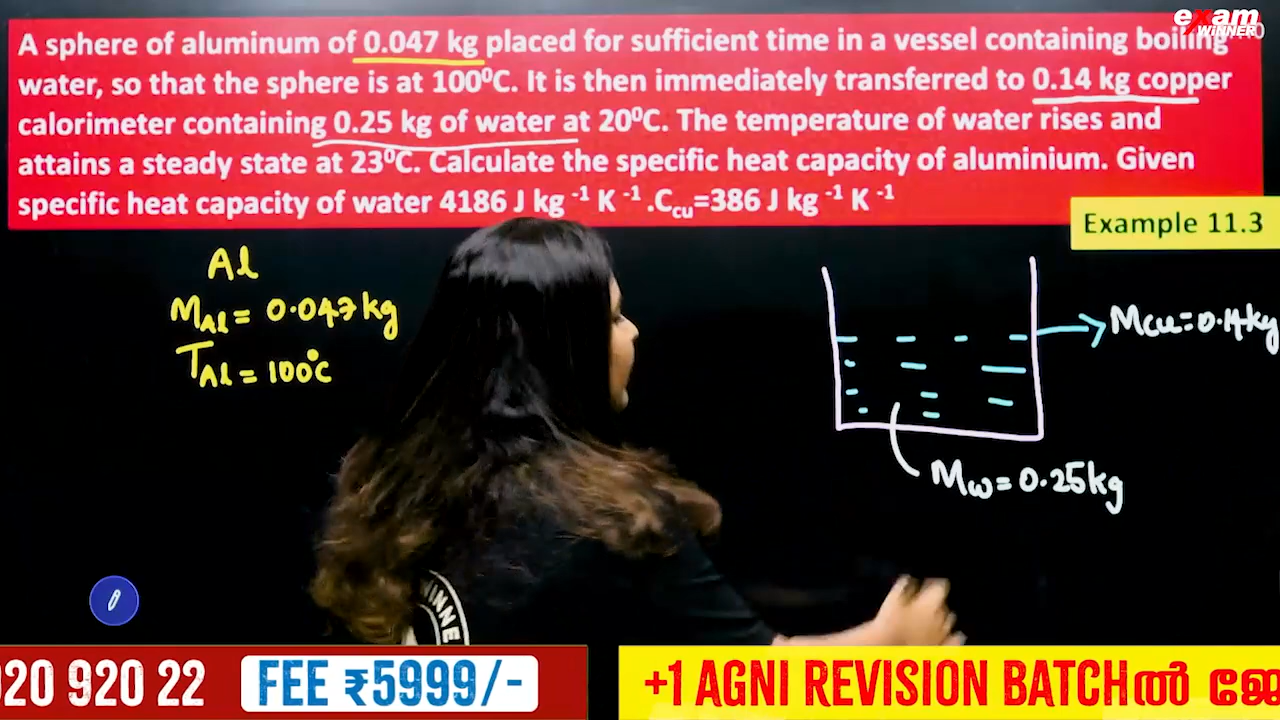 exam
WiNNER
A sphere of aluminum of 0.047 kg placed for sufficient time in a vessel containing boiling
water, so that the sphere is at 100⁰C. It is then immediately transferred to 0.14 kg copper
calorimeter containing 0.25 kg of water at 20⁰C. The temperature of water rises and
attains a steady state at 23⁰C. Calculate the specific heat capacity of aluminium. Given
specific heat capacity of water 4186 J kg ⁻¹ K ⁻¹ .Ccu=386 J kg ⁻¹ K ⁻¹
Example 11.3
Al
MAl = 0.047kg
TAl = 100°C
Mcu=0.14kg
Mw=0.25kg
INNE
20 920 22
FEE ₹5999/-
+1 AGNI REVISION BATCHൽ ജേ